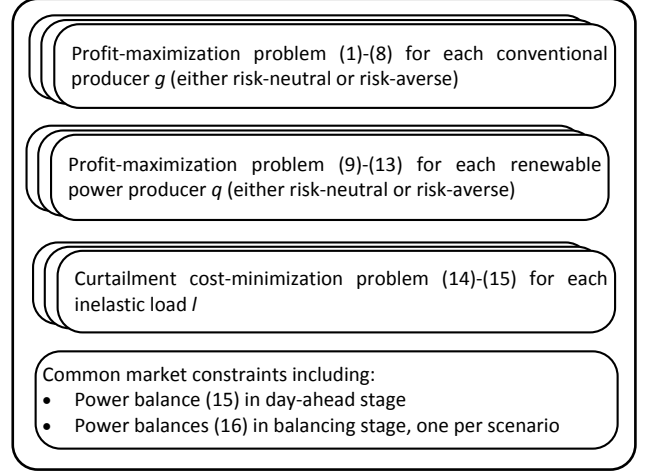 Profit-maximization problem (1)-(8) for each conventional
producer g (either risk-neutral or risk-averse)
Profit-maximization problem (9)-(13) for each renewable
power producer q (either risk-neutral or risk-averse)
Curtailment cost-minimization problem (14)-(15) for each
inelastic load l
Common market constraints including:
• Power balance (15) in day-ahead stage
• Power balances (16) in balancing stage, one per scenario